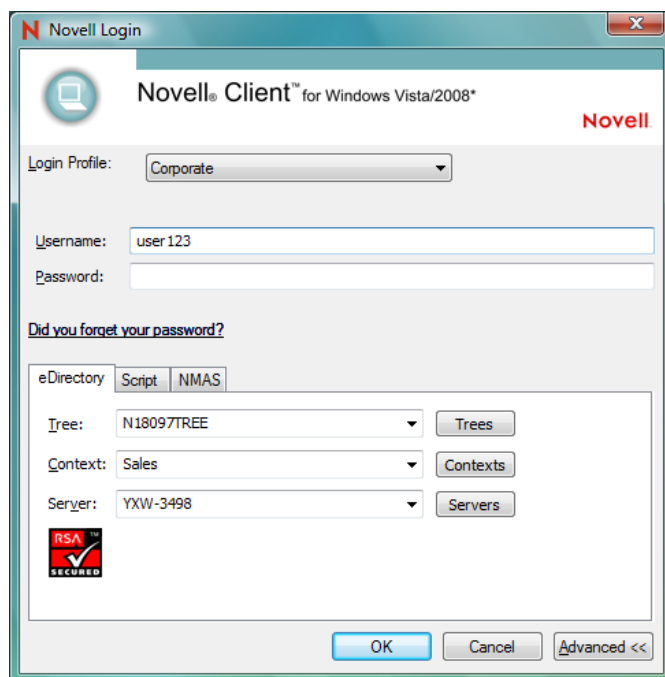 N Novell Login
Novell® Client™ for Windows Vista/2008*
Novell.
Login Profile: Corporate
Username: user123
Password:
Did you forget your password?
eDirectory Script NMAS
Tree: N18097TREE Trees
Context: Sales Contexts
Server: YXW-3498 Servers
RSA™
SECURED
OK Cancel Advanced <<